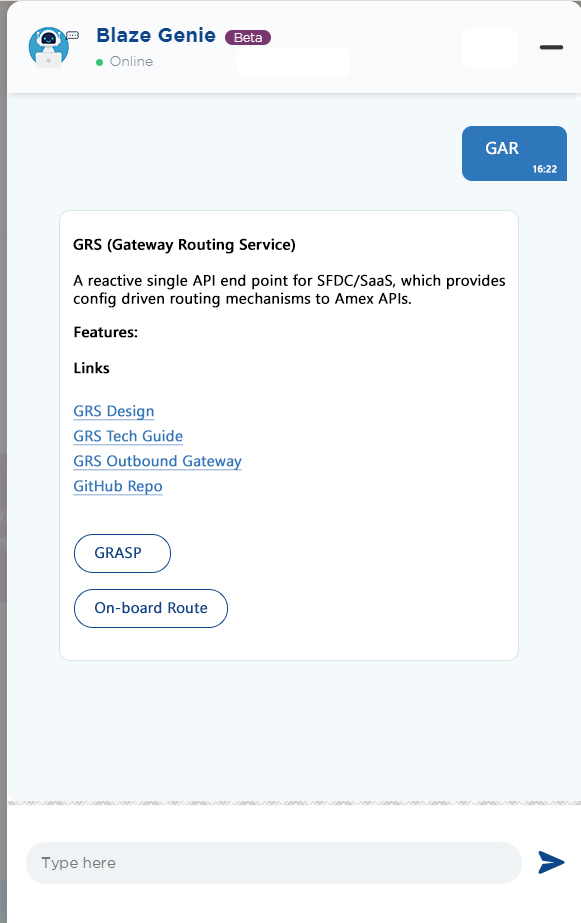 Blaze Genie Beta
Online
GAR
16:22
GRS (Gateway Routing Service)
A reactive single API end point for SFDC/SaaS, which provides
config driven routing mechanisms to Amex APIs.
Features:
Links
GRS Design
GRS Tech Guide
GRS Outbound Gateway
GitHub Repo
GRASP
On-board Route
Type here